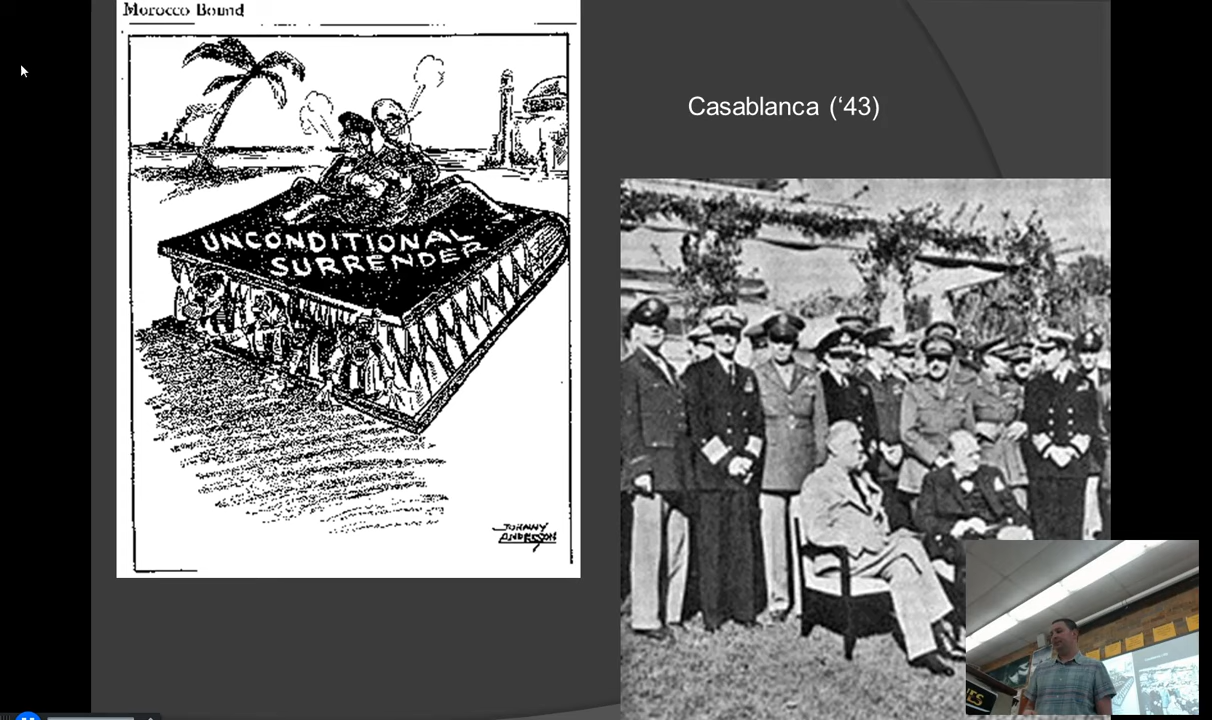 Morocco Bound
Casablanca (‘43)
UNCONDITIONAL
SURRENDER
JOHNNY
ANDERSON